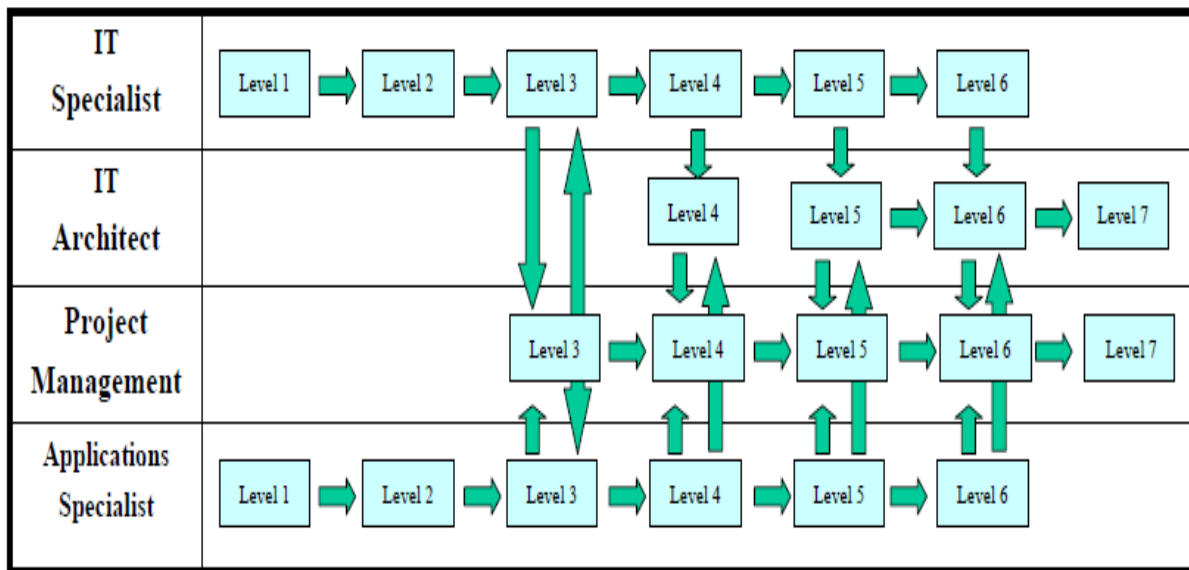 IT
Specialist
Level 1
Level 2
Level 3
Level 4
Level 5
Level 6
IT
Architect
Level 4
Level 5
Level 6
Level 7
Project
Management
Level 3
Level 4
Level 5
Level 6
Level 7
Applications
Specialist
Level 1
Level 2
Level 3
Level 4
Level 5
Level 6